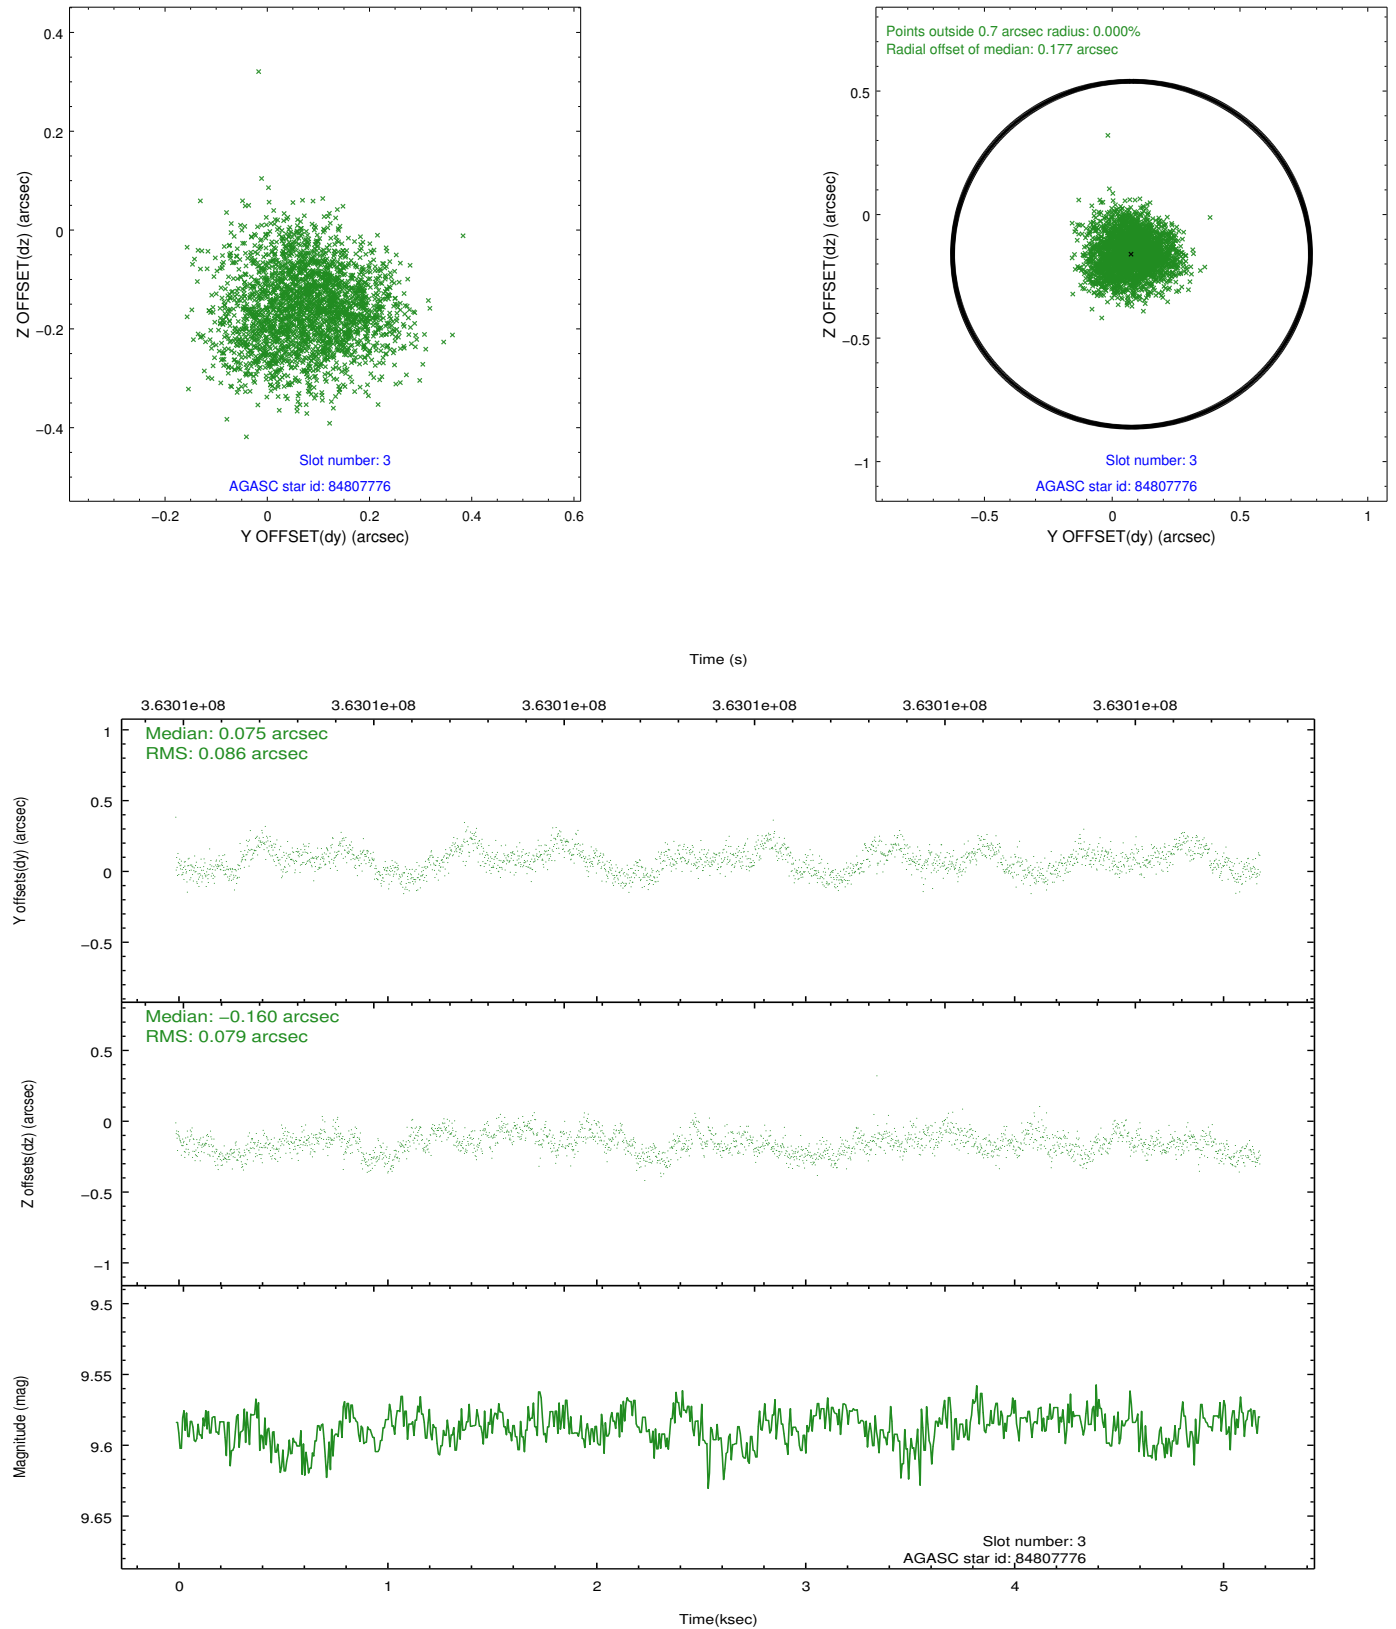 0.4
0.2
0
−0.2
−0.4
Z OFFSET(dz) (arcsec)
Slot number: 3
AGASC star id: 84807776
−0.2 0 0.2 0.4 0.6
Y OFFSET(dy) (arcsec)
Points outside 0.7 arcsec radius: 0.000%
Radial offset of median: 0.177 arcsec
0.5
0
−0.5
−1
Z OFFSET(dz) (arcsec)
Slot number: 3
AGASC star id: 84807776
−0.5 0 0.5 1
Y OFFSET(dy) (arcsec)
Time (s)
3.6301e+08 3.6301e+08 3.6301e+08 3.6301e+08 3.6301e+08 3.6301e+08
Median: 0.075 arcsec
RMS: 0.086 arcsec
1
0.5
0
−0.5
Y offsets(dy) (arcsec)
Median: −0.160 arcsec
RMS: 0.079 arcsec
0.5
0
−0.5
−1
Z offsets(dz) (arcsec)
9.5
9.55
9.6
9.65
Magnitude (mag)
Slot number: 3
AGASC star id: 84807776
0 1 2 3 4 5
Time(ksec)